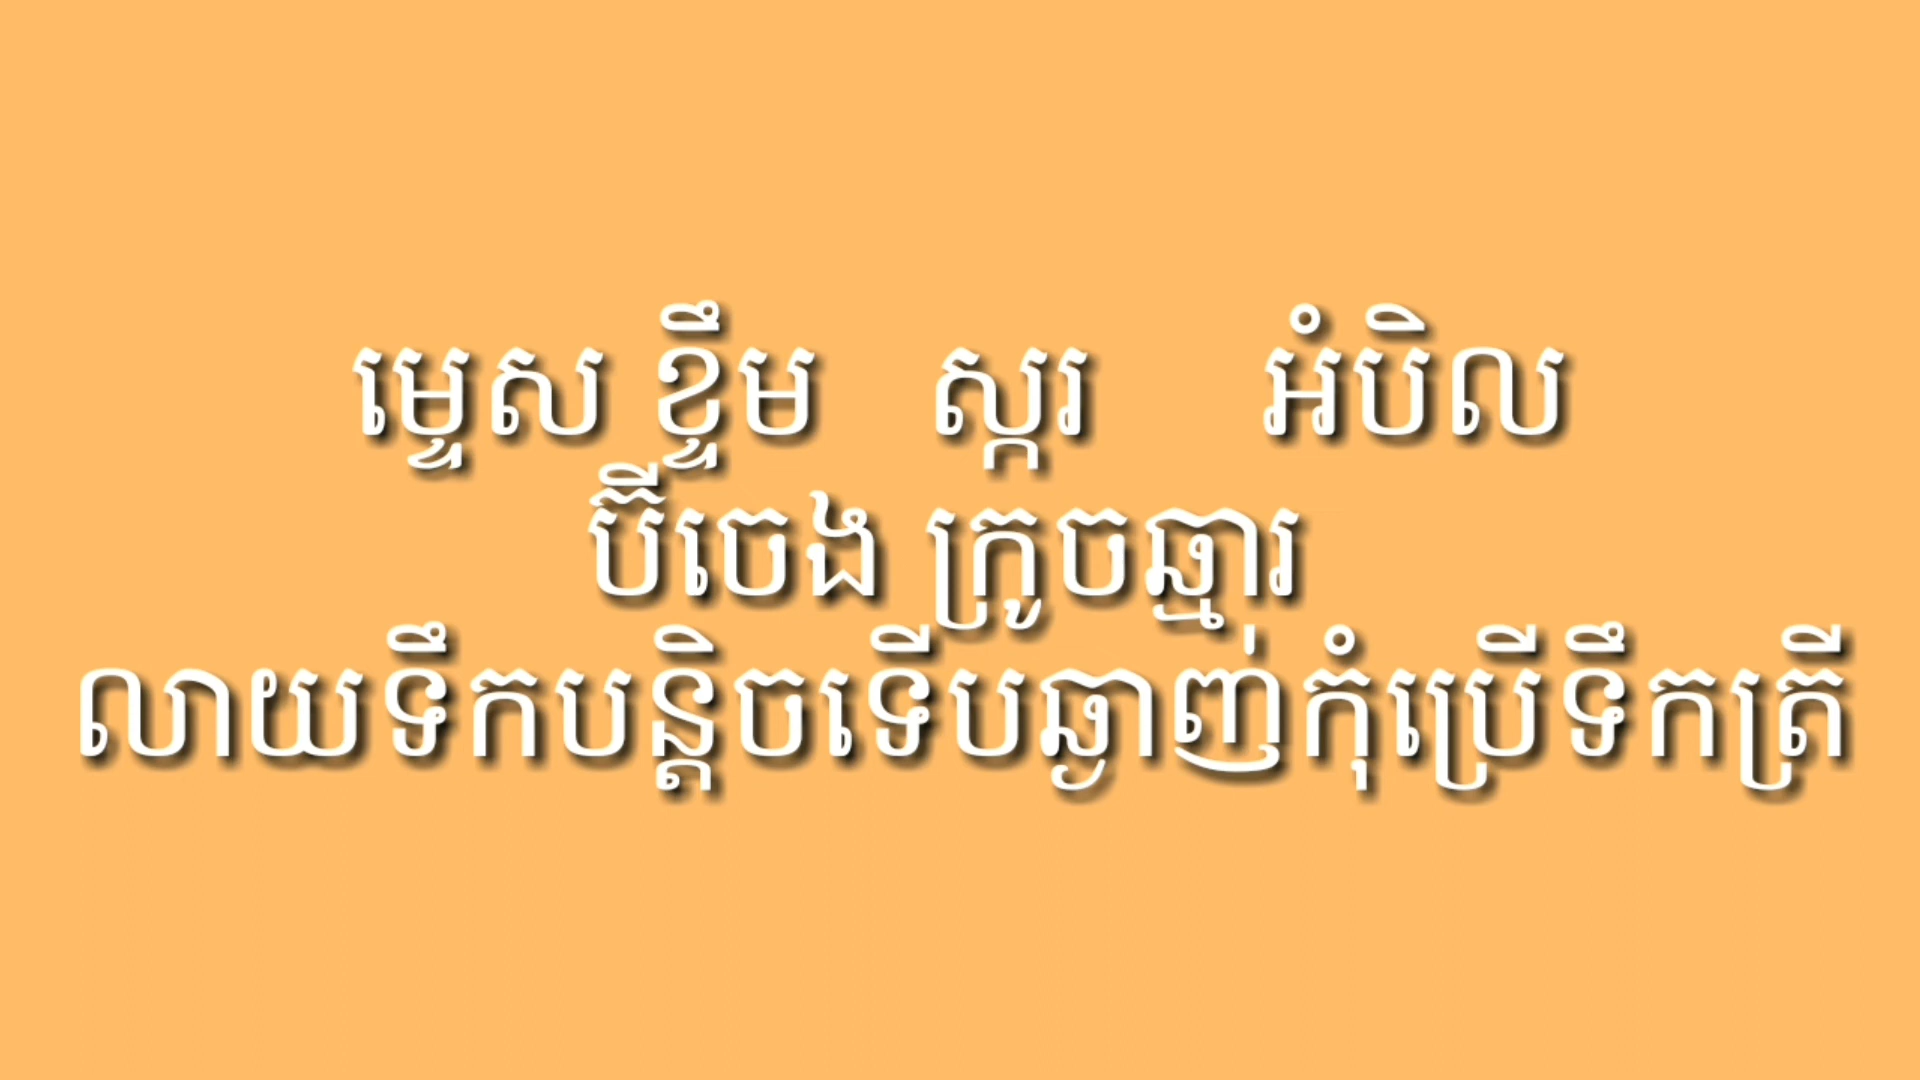 ម្ទេស ខ្ទឹម ស្ករ អំបិល
ប៊ីចេង ក្រូចឆ្មារ
លាយទឹកបន្តិចទើបឆ្ងាញ់កុំប្រើទឹកត្រី